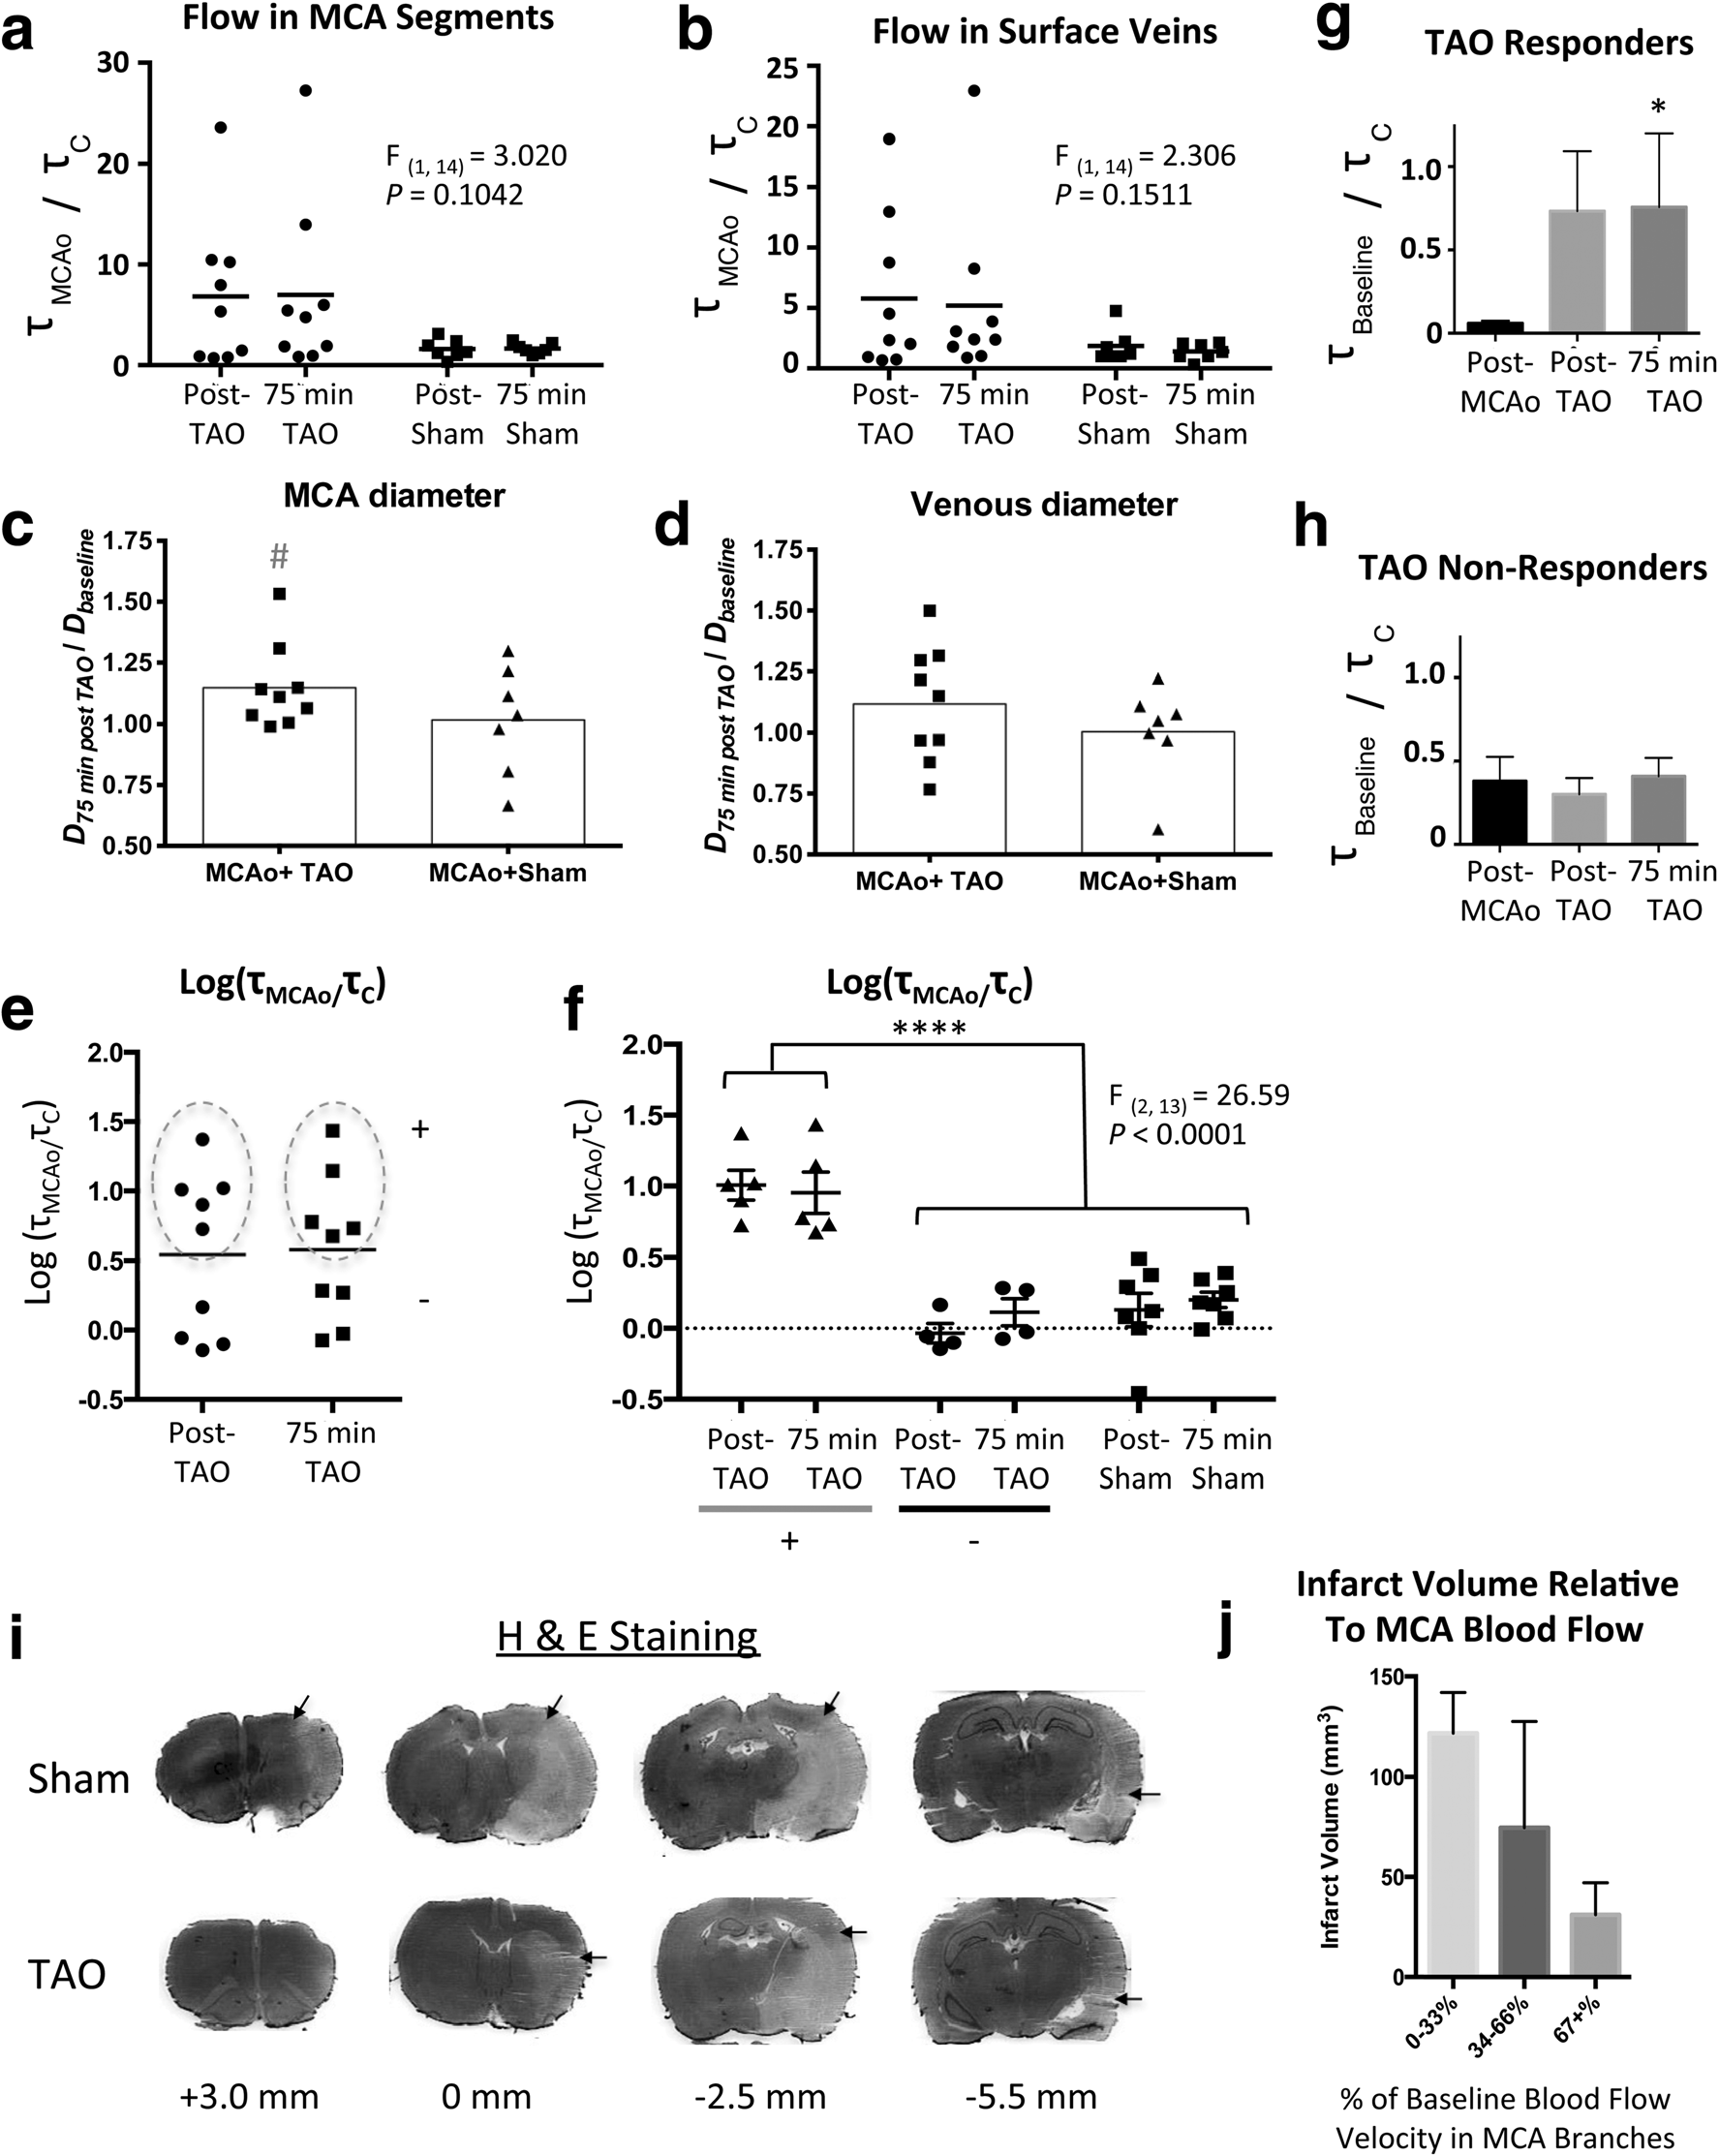 a
Flow in MCA Segments
30
20
10
0
τMCAo / τC
F (1, 14) = 3.020
P = 0.1042
Post-TAO
75 min TAO
Post-Sham
75 min Sham
b
Flow in Surface Veins
25
20
15
10
5
0
τMCAo / τC
F (1, 14) = 2.306
P = 0.1511
Post-TAO
75 min TAO
Post-Sham
75 min Sham
g
TAO Responders
*
1.0
0.5
0
τBaseline / τC
Post-MCAo
Post-TAO
75 min TAO
c
MCA diameter
#
1.75
1.50
1.25
1.00
0.75
0.50
D75 min post TAO / Dbaseline
MCAo+ TAO
MCAo+Sham
d
Venous diameter
1.75
1.50
1.25
1.00
0.75
0.50
D75 min post TAO / Dbaseline
MCAo+ TAO
MCAo+Sham
h
TAO Non-Responders
1.0
0.5
0
τBaseline / τC
Post-MCAo
Post-TAO
75 min TAO
e
Log(τMCAo/τC)
2.0
1.5
1.0
0.5
0.0
-0.5
Log (τMCAo/τC)
+
-
Post-TAO
75 min TAO
f
Log(τMCAo/τC)
****
2.0
1.5
1.0
0.5
0.0
-0.5
Log (τMCAo/τC)
F (2, 13) = 26.59
P < 0.0001
Post-TAO
75 min TAO
Post-TAO
75 min TAO
Post-Sham
75 min Sham
+
-
i
H & E Staining
Sham
TAO
+3.0 mm
0 mm
-2.5 mm
-5.5 mm
j
Infarct Volume Relative
To MCA Blood Flow
150
100
50
0
Infarct Volume (mm3)
0-33%
34-66%
67+%
% of Baseline Blood Flow
Velocity in MCA Branches